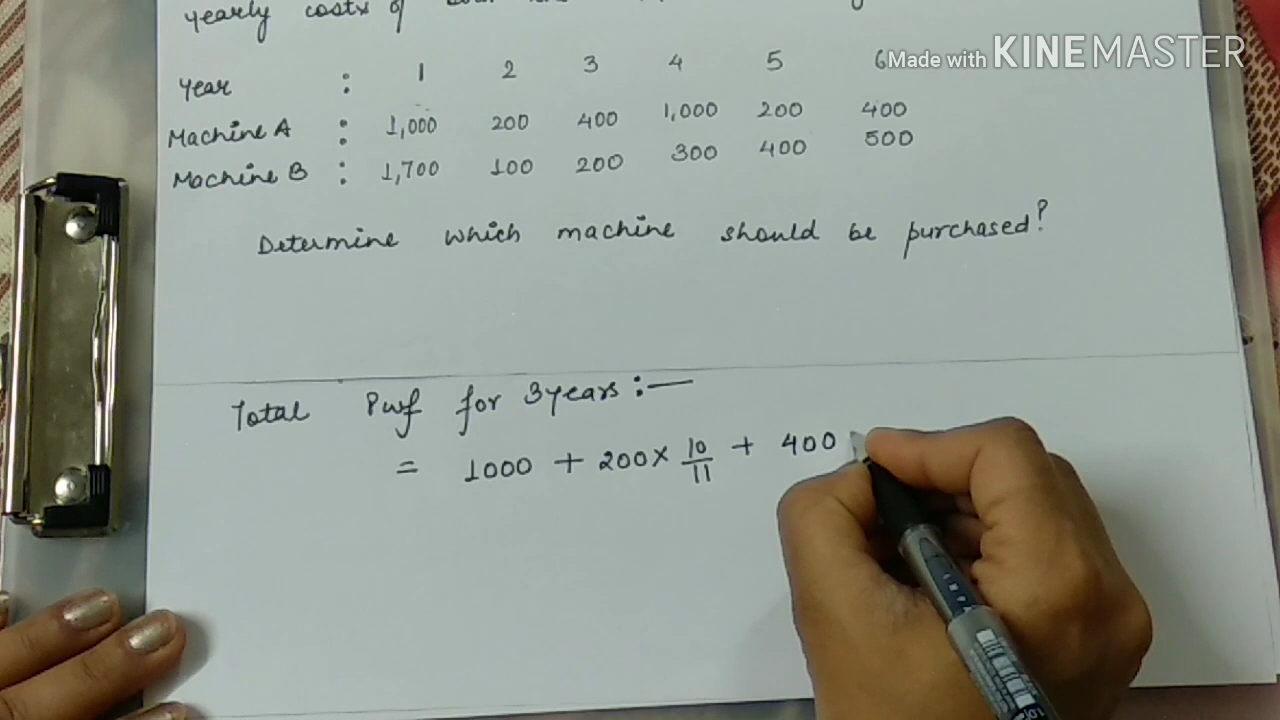 yearly costs of
Year : 1 2 3 4 5 6
Made with KINEMASTER
Machine A : 1,000 200 400 1,000 200 400
Machine B : 1,700 100 200 300 400 500
Determine which machine should be purchased?
Total Pwf for 3 years :—
= 1000 + 200 × 10/11 + 400